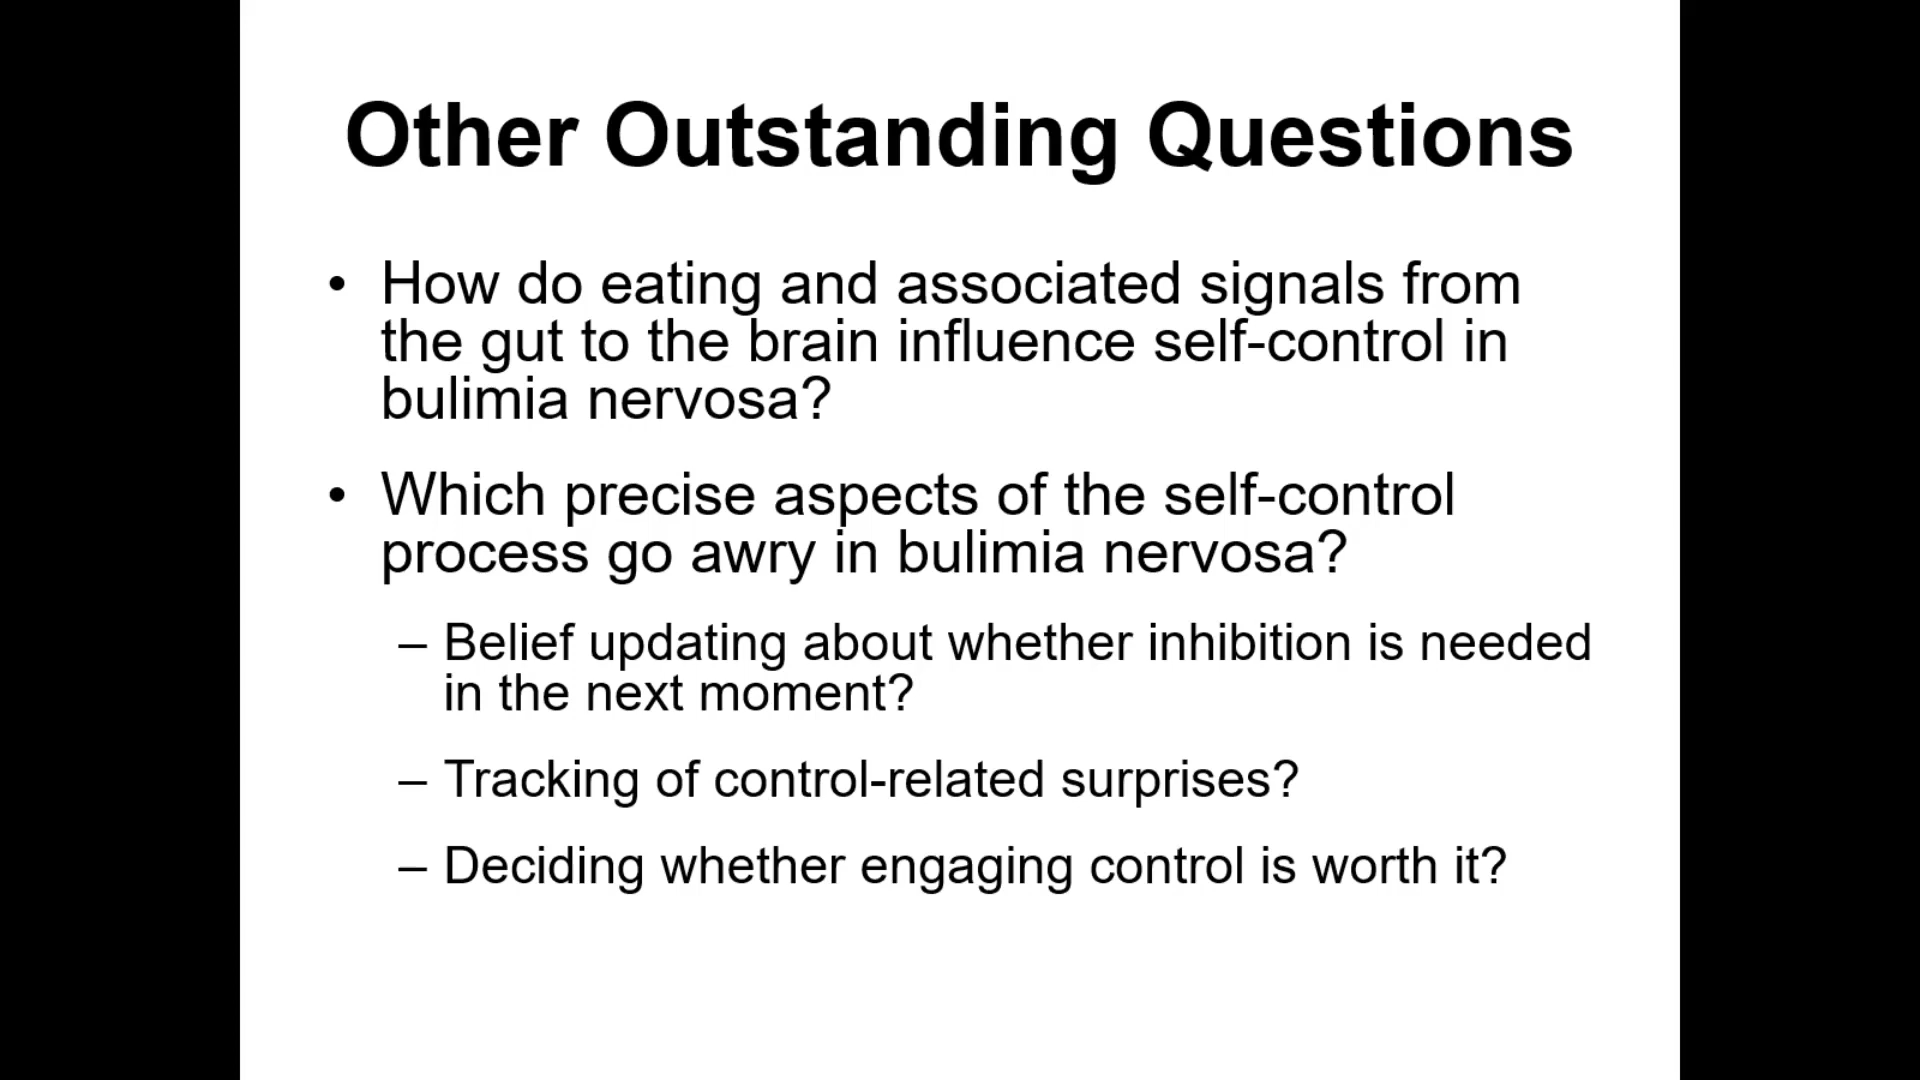 Other Outstanding Questions
• How do eating and associated signals from
the gut to the brain influence self-control in
bulimia nervosa?
• Which precise aspects of the self-control
process go awry in bulimia nervosa?
– Belief updating about whether inhibition is needed
in the next moment?
– Tracking of control-related surprises?
– Deciding whether engaging control is worth it?